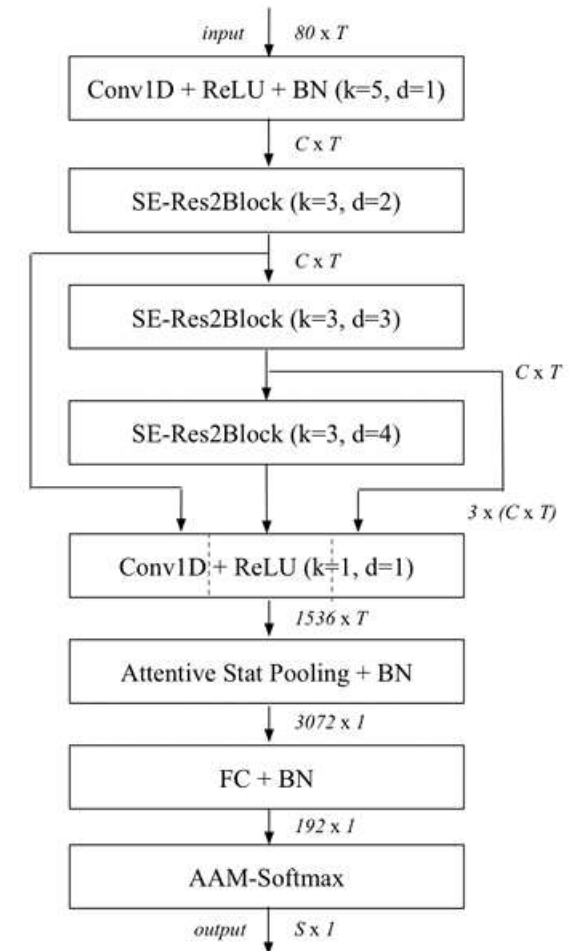 input 80 x T
Conv1D + ReLU + BN (k=5, d=1)
C x T
SE-Res2Block (k=3, d=2)
C x T
SE-Res2Block (k=3, d=3)
C x T
SE-Res2Block (k=3, d=4)
3 x (C x T)
Conv1D + ReLU (k=1, d=1)
1536 x T
Attentive Stat Pooling + BN
3072 x 1
FC + BN
192 x 1
AAM-Softmax
output S x 1